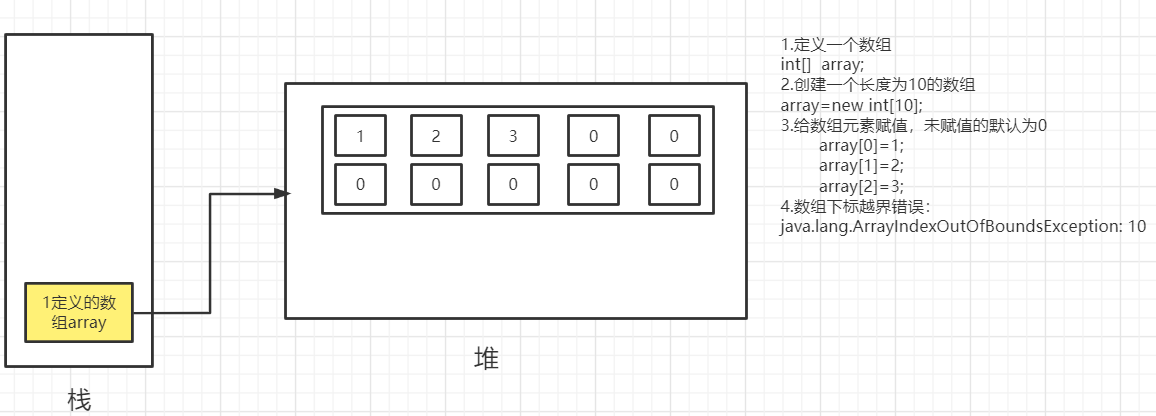 1.定义一个数组
int[]  array;
2.创建一个长度为10的数组
array=new int[10];
3.给数组元素赋值，未赋值的默认为0
array[0]=1;
array[1]=2;
array[2]=3;
4.数组下标越界错误：
java.lang.ArrayIndexOutOfBoundsException: 10
1 2 3 0 0
0 0 0 0 0
1定义的数
组array
堆
栈